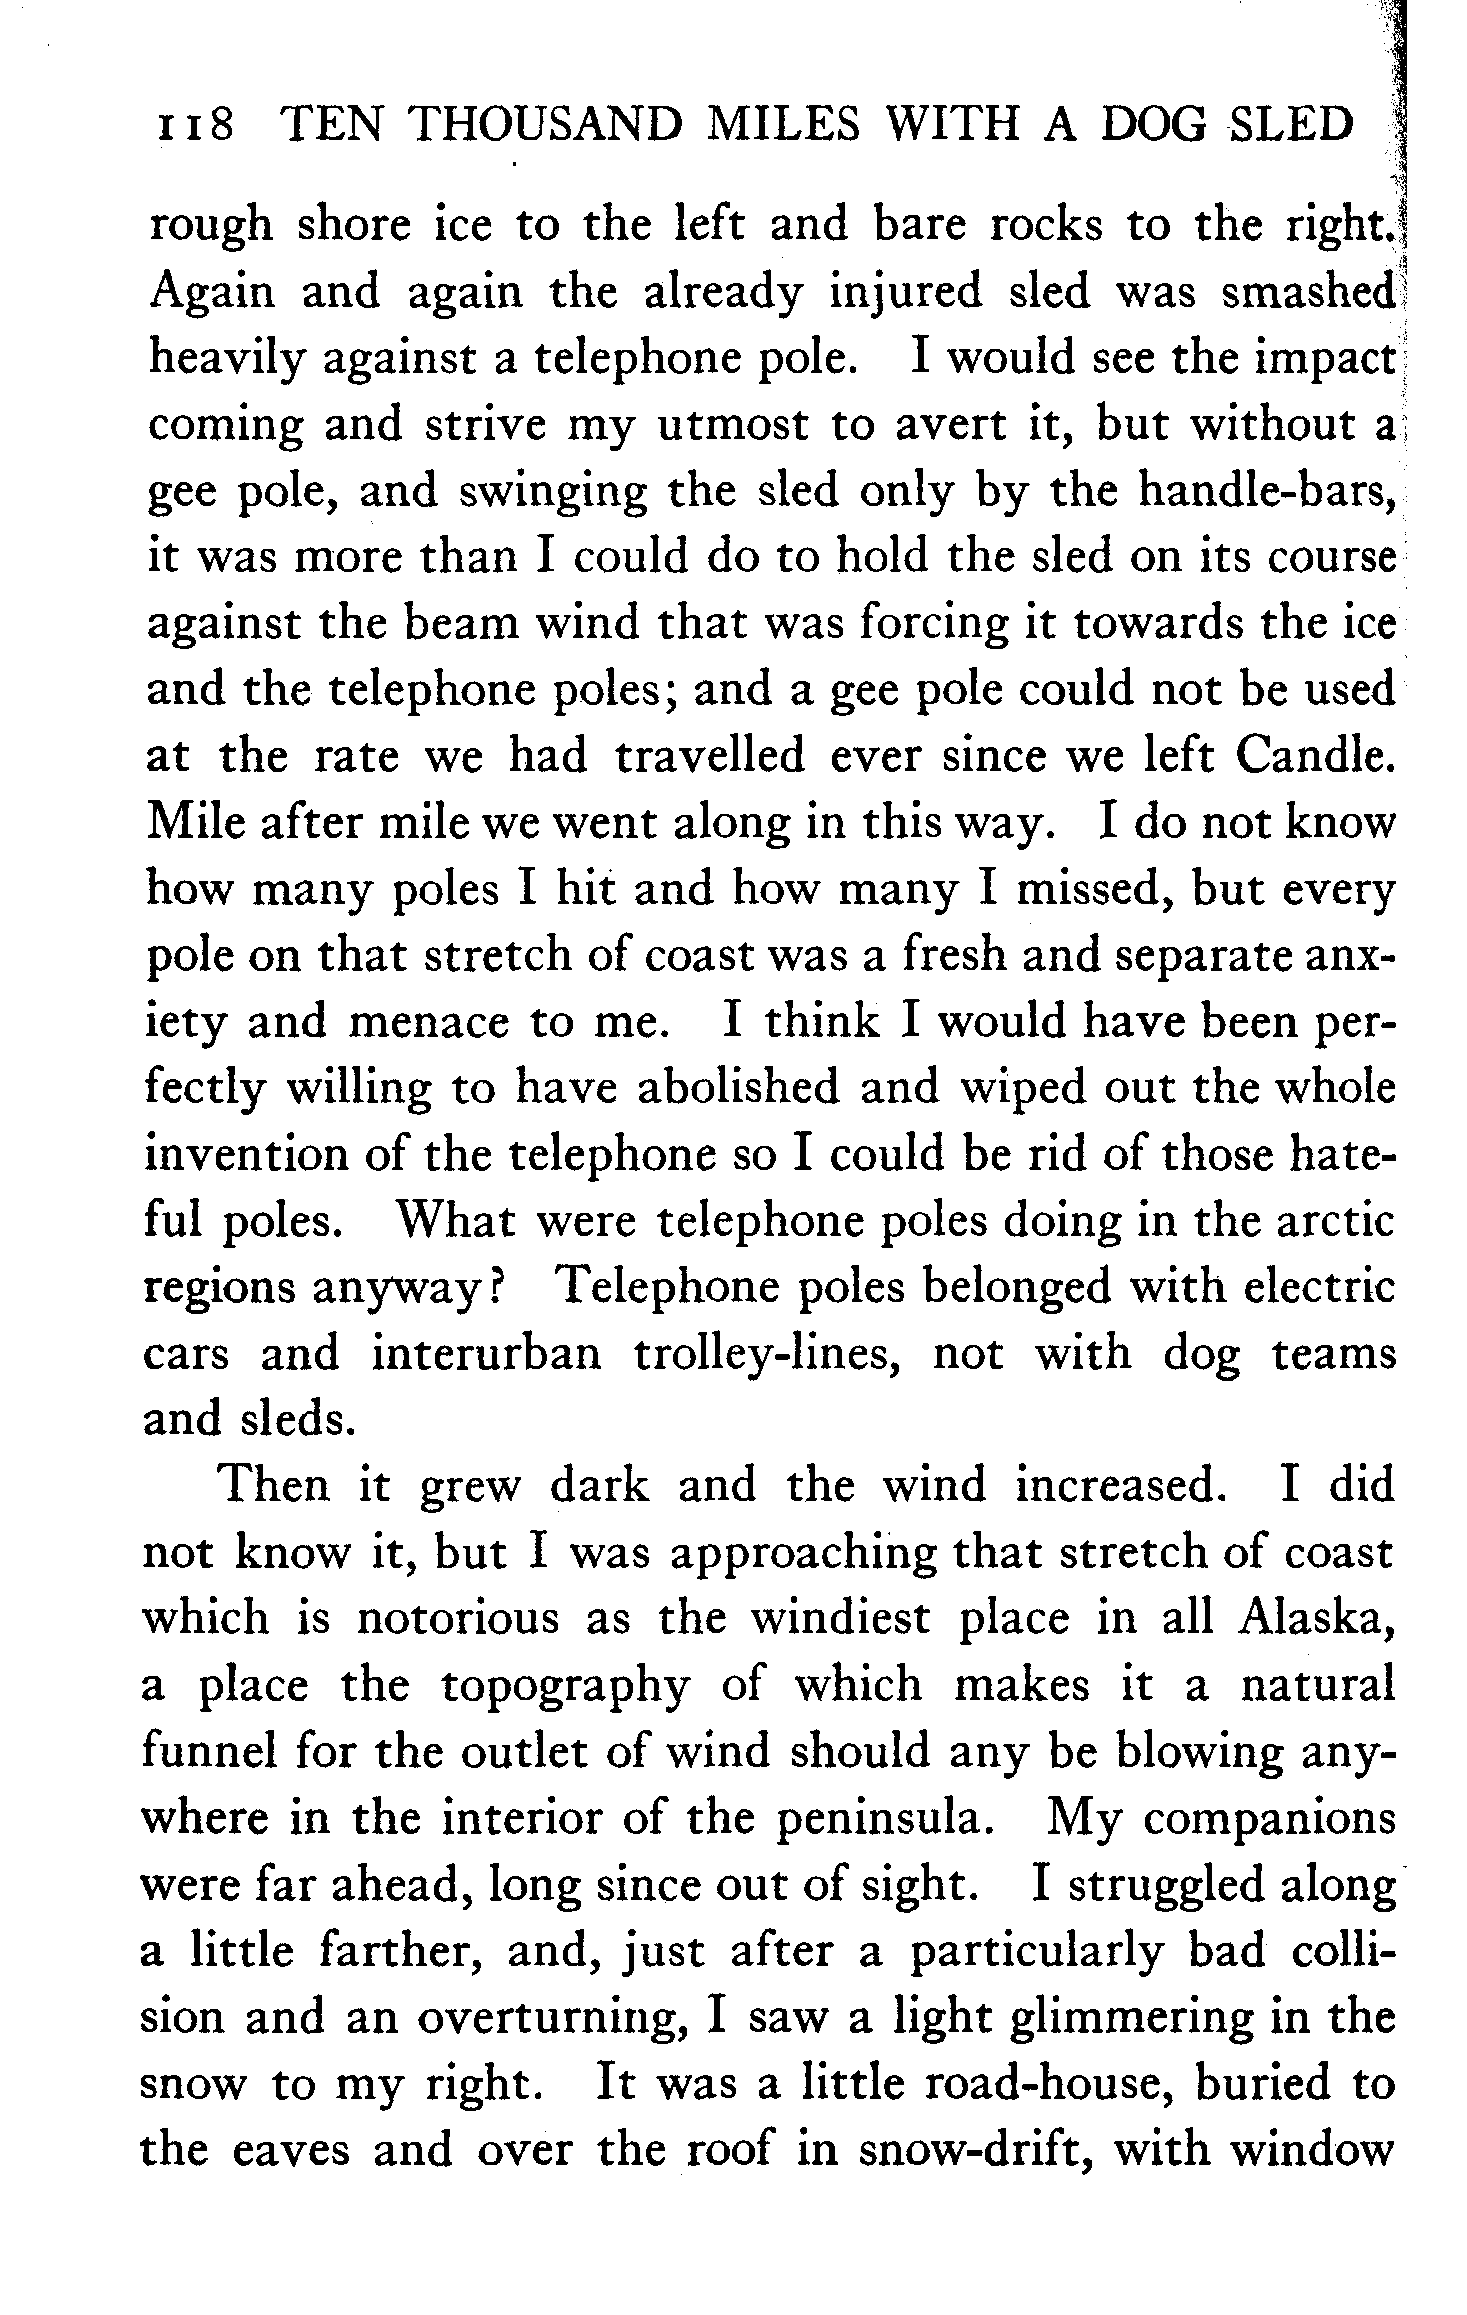 118 TEN THOUSAND MILES WITH A DOG SLED
rough shore ice to the left and bare rocks to the right.
Again and again the already injured sled was smashed
heavily against a telephone pole. I would see the impact
coming and strive my utmost to avert it, but without a
gee pole, and swinging the sled only by the handle-bars,
it was more than I could do to hold the sled on its course
against the beam wind that was forcing it towards the ice
and the telephone poles; and a gee pole could not be used
at the rate we had travelled ever since we left Candle.
Mile after mile we went along in this way. I do not know
how many poles I hit and how many I missed, but every
pole on that stretch of coast was a fresh and separate anx-
iety and menace to me. I think I would have been per-
fectly willing to have abolished and wiped out the whole
invention of the telephone so I could be rid of those hate-
ful poles. What were telephone poles doing in the arctic
regions anyway? Telephone poles belonged with electric
cars and interurban trolley-lines, not with dog teams
and sleds.
Then it grew dark and the wind increased. I did
not know it, but I was approaching that stretch of coast
which is notorious as the windiest place in all Alaska,
a place the topography of which makes it a natural
funnel for the outlet of wind should any be blowing any-
where in the interior of the peninsula. My companions
were far ahead, long since out of sight. I struggled along
a little farther, and, just after a particularly bad colli-
sion and an overturning, I saw a light glimmering in the
snow to my right. It was a little road-house, buried to
the eaves and over the roof in snow-drift, with window